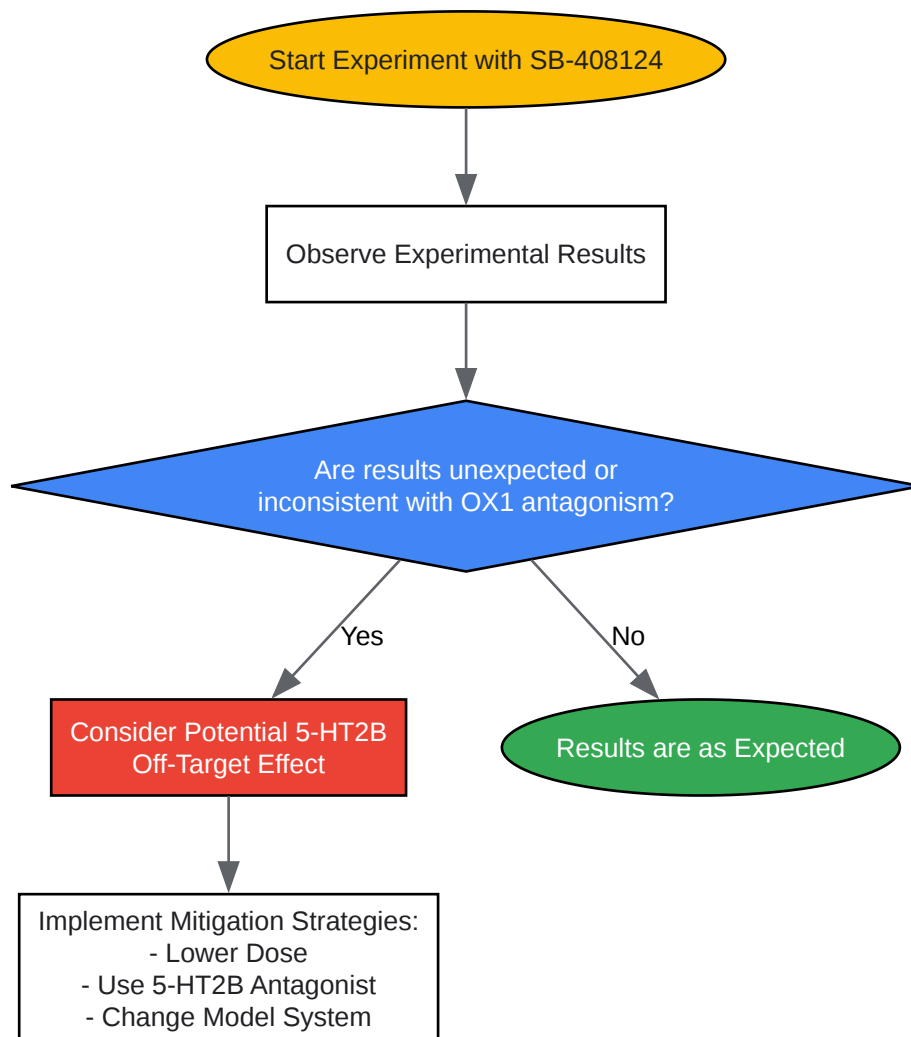 Start Experiment with SB-408124
Observe Experimental Results
Are results unexpected or
inconsistent with OX1 antagonism?
Yes
No
Consider Potential 5-HT2B
Off-Target Effect
Results are as Expected
Implement Mitigation Strategies:
- Lower Dose
- Use 5-HT2B Antagonist
- Change Model System